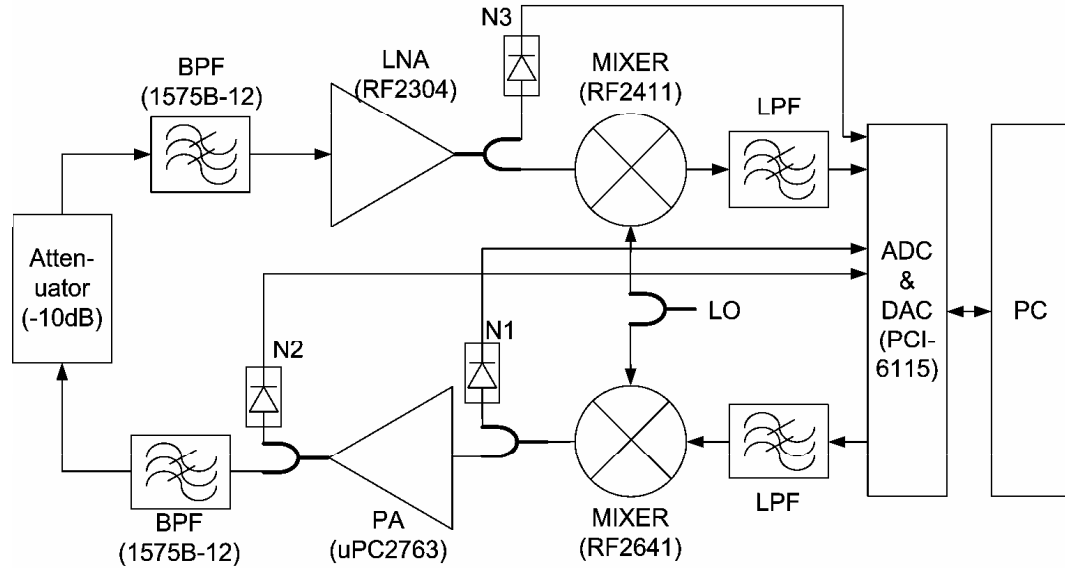 N3
LNA
(RF2304)
MIXER
(RF2411)
BPF
(1575B-12)
LPF
Atten-
uator
(-10dB)
ADC
&
DAC
(PCI-
6115)
PC
LO
N2
N1
BPF
(1575B-12)
PA
(uPC2763)
MIXER
(RF2641)
LPF